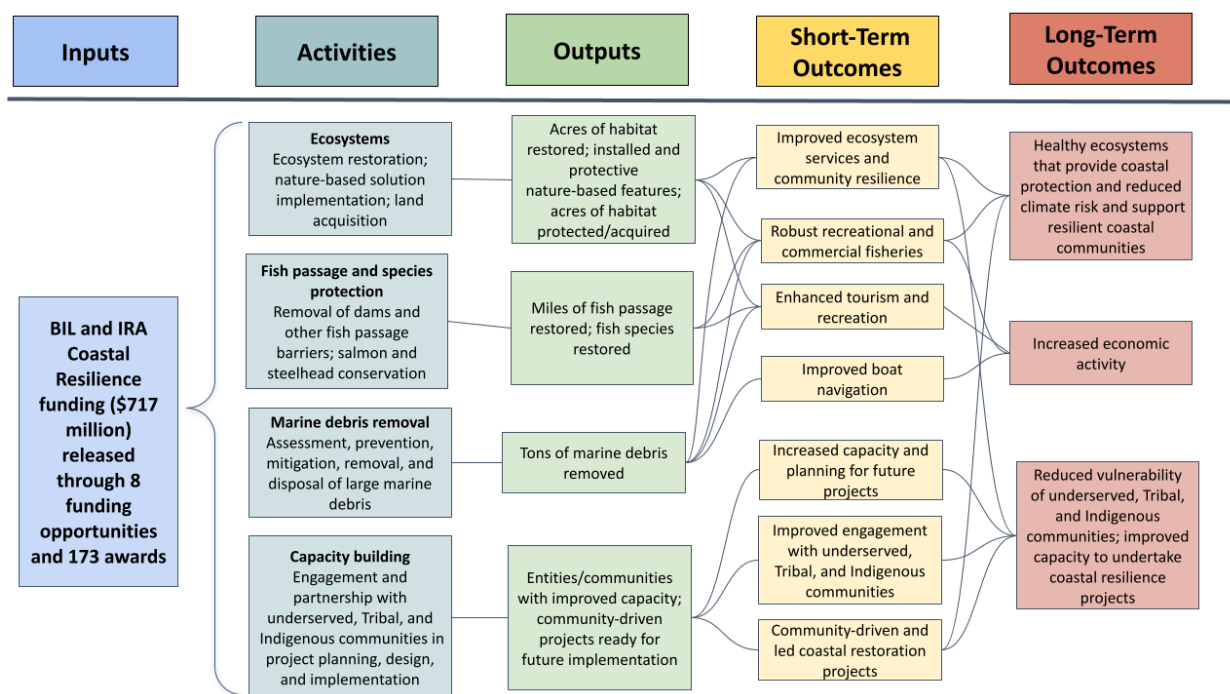 Inputs
Activities
Outputs
Short-Term
Outcomes
Long-Term
Outcomes
BIL and IRA
Coastal
Resilience
funding ($717
million)
released
through 8
funding
opportunities
and 173 awards
Ecosystems
Ecosystem restoration;
nature-based solution
implementation; land
acquisition
Fish passage and species
protection
Removal of dams and
other fish passage
barriers; salmon and
steelhead conservation
Marine debris removal
Assessment, prevention,
mitigation, removal, and
disposal of large marine
debris
Capacity building
Engagement and
partnership with
underserved, Tribal, and
Indigenous communities in
project planning, design,
and implementation
Acres of habitat
restored; installed and
protective
nature-based features;
acres of habitat
protected/acquired
Miles of fish passage
restored; fish species
restored
Tons of marine debris
removed
Entities/communities
with improved capacity;
community-driven
projects ready for
future implementation
Improved ecosystem
services and
community resilience
Robust recreational and
commercial fisheries
Enhanced tourism and
recreation
Improved boat
navigation
Increased capacity and
planning for future
projects
Improved engagement
with underserved,
Tribal, and Indigenous
communities
Community-driven and
led coastal restoration
projects
Healthy ecosystems
that provide coastal
protection and reduced
climate risk and support
resilient coastal
communities
Increased economic
activity
Reduced vulnerability
of underserved, Tribal,
and Indigenous
communities; improved
capacity to undertake
coastal resilience
projects